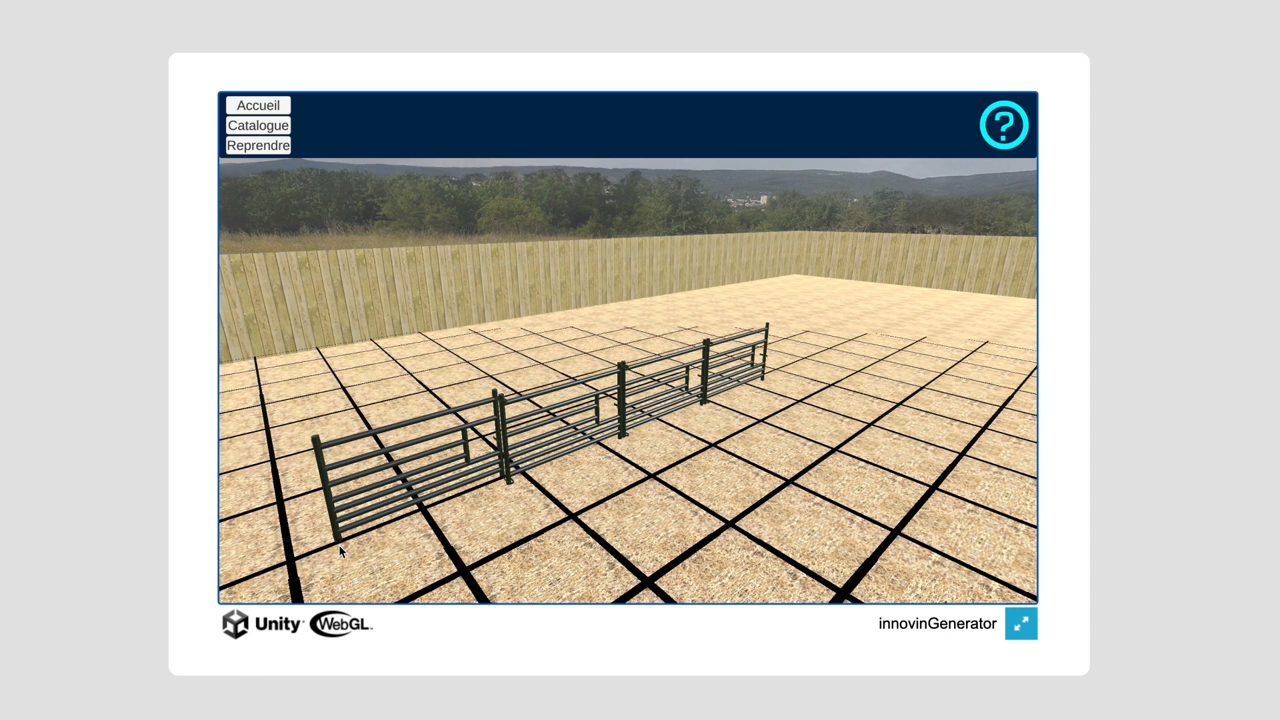 Accueil
Catalogue
Reprendre
Unity
WebGL.
innovinGenerator